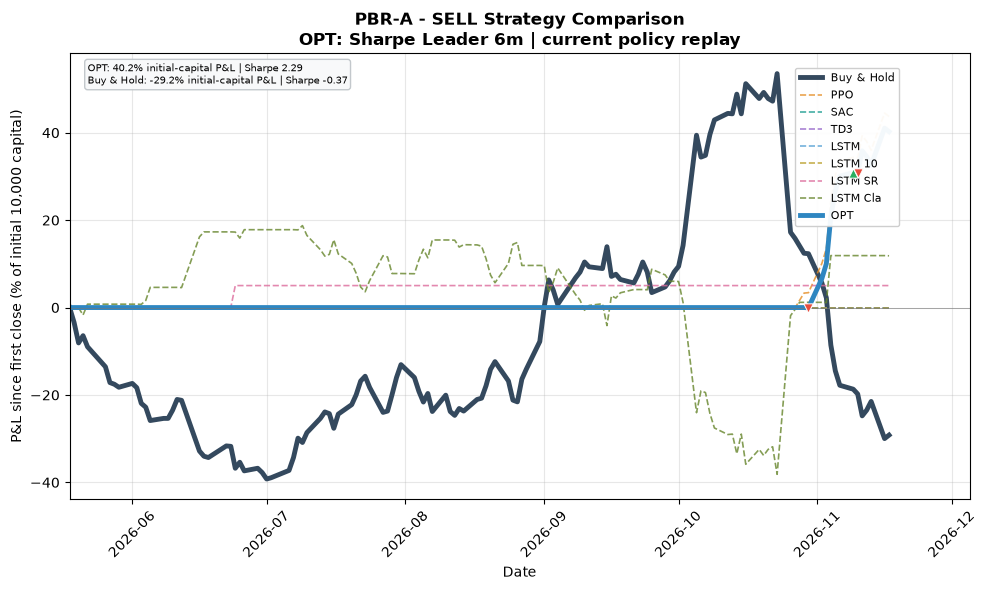 PBR-A - SELL Strategy Comparison
OPT: Sharpe Leader 6m | current policy replay
OPT: 40.2% initial-capital P&L | Sharpe 2.29
Buy & Hold: -29.2% initial-capital P&L | Sharpe -0.37
Buy & Hold
PPO
SAC
TD3
LSTM
LSTM 10
LSTM SR
LSTM Cla
OPT
P&L since first close (% of initial 10,000 capital)
40
20
0
−20
−40
2026-06
2026-07
2026-08
2026-09
2026-10
2026-11
2026-12
Date